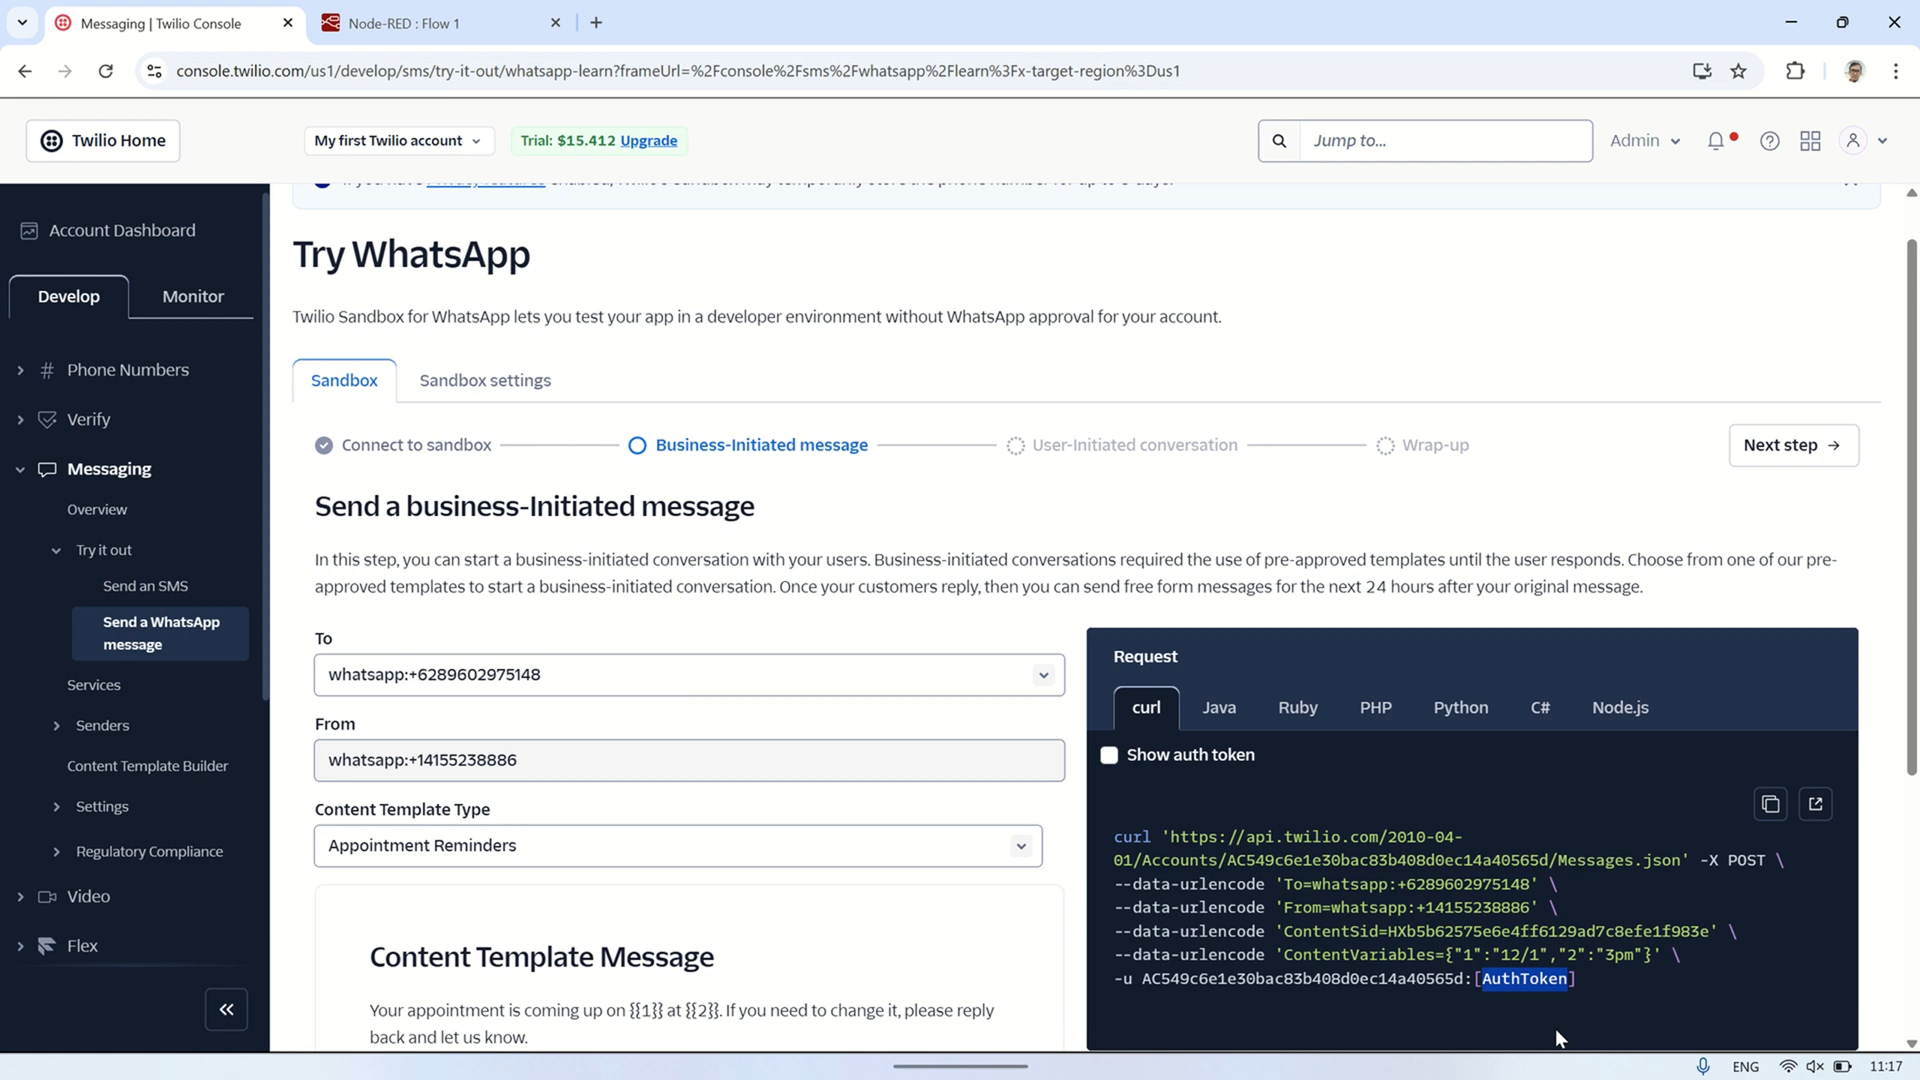 Messaging | Twilio Console
Node-RED : Flow 1
console.twilio.com/us1/develop/sms/try-it-out/whatsapp-learn?frameUrl=%2Fconsole%2Fsms%2Fwhatsapp%2Flearn%3Fx-target-region%3Dus1
Twilio Home
My first Twilio account
Trial: $15.412 Upgrade
Jump to...
Admin
Account Dashboard
Develop
Monitor
Phone Numbers
Verify
Messaging
Overview
Try it out
Send an SMS
Send a WhatsApp
message
Services
Senders
Content Template Builder
Settings
Regulatory Compliance
Video
Flex
Try WhatsApp
Twilio Sandbox for WhatsApp lets you test your app in a developer environment without WhatsApp approval for your account.
Sandbox
Sandbox settings
Connect to sandbox
Business-Initiated message
User-Initiated conversation
Wrap-up
Next step →
Send a business-Initiated message
In this step, you can start a business-initiated conversation with your users. Business-initiated conversations required the use of pre-approved templates until the user responds. Choose from one of our pre-
approved templates to start a business-initiated conversation. Once your customers reply, then you can send free form messages for the next 24 hours after your original message.
To
whatsapp:+6289602975148
From
whatsapp:+14155238886
Content Template Type
Appointment Reminders
Content Template Message
Your appointment is coming up on {{1}} at {{2}}. If you need to change it, please reply
back and let us know.
Request
curl
Java
Ruby
PHP
Python
C#
Node.js
Show auth token
curl 'https://api.twilio.com/2010-04-
01/Accounts/AC549c6e1e30bac83b408d0ec14a40565d/Messages.json' -X POST \
--data-urlencode 'To=whatsapp:+6289602975148' \
--data-urlencode 'From=whatsapp:+14155238886' \
--data-urlencode 'ContentSid=HXb5b62575e6e4ff6129ad7c8efe1f983e' \
--data-urlencode 'ContentVariables={"1":"12/1","2":"3pm"}' \
-u AC549c6e1e30bac83b408d0ec14a40565d:[AuthToken]
ENG
11:17